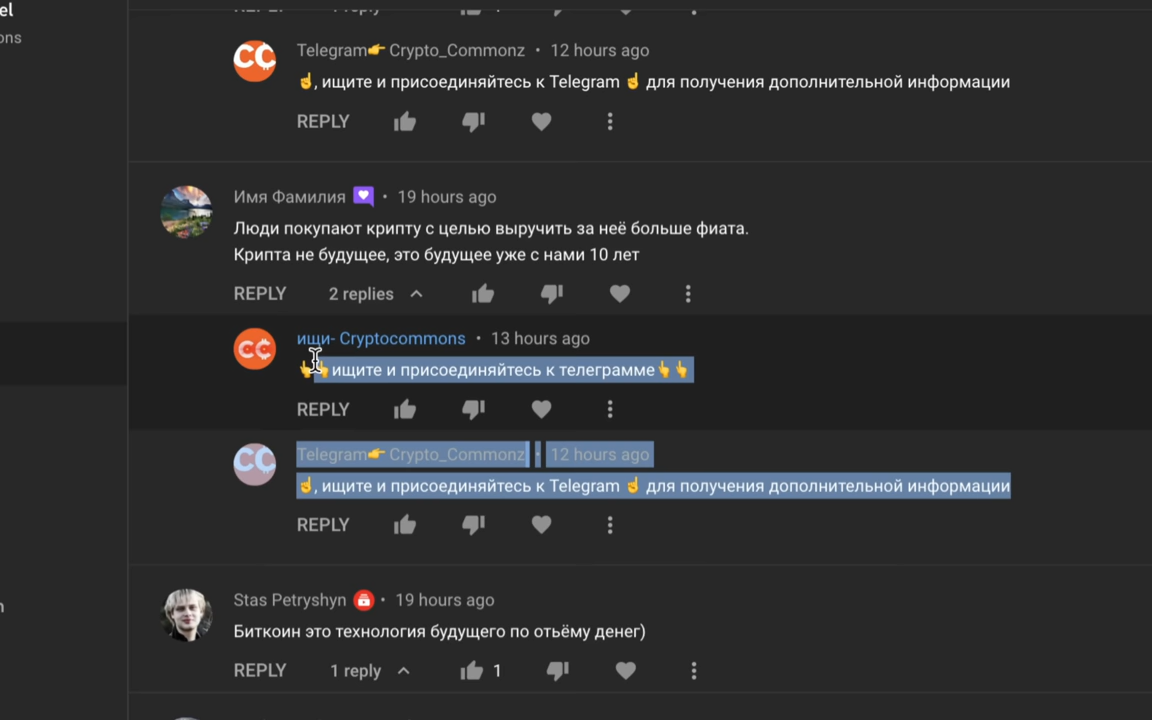 el
ons
Telegram👉 Crypto_Commonz • 12 hours ago
☝️, ищите и присоединяйтесь к Telegram ☝️ для получения дополнительной информации
REPLY
Имя Фамилия • 19 hours ago
Люди покупают крипту с целью выручить за неё больше фиата.
Крипта не будущее, это будущее уже с нами 10 лет
REPLY 2 replies
ищи- Cryptocommons • 13 hours ago
👆👆ищите и присоединяйтесь к телеграмме👆👆
REPLY
Telegram👉 Crypto_Commonz • 12 hours ago
☝️, ищите и присоединяйтесь к Telegram ☝️ для получения дополнительной информации
REPLY
Stas Petryshyn • 19 hours ago
Биткоин это технология будущего по отьёму денег)
REPLY 1 reply 1